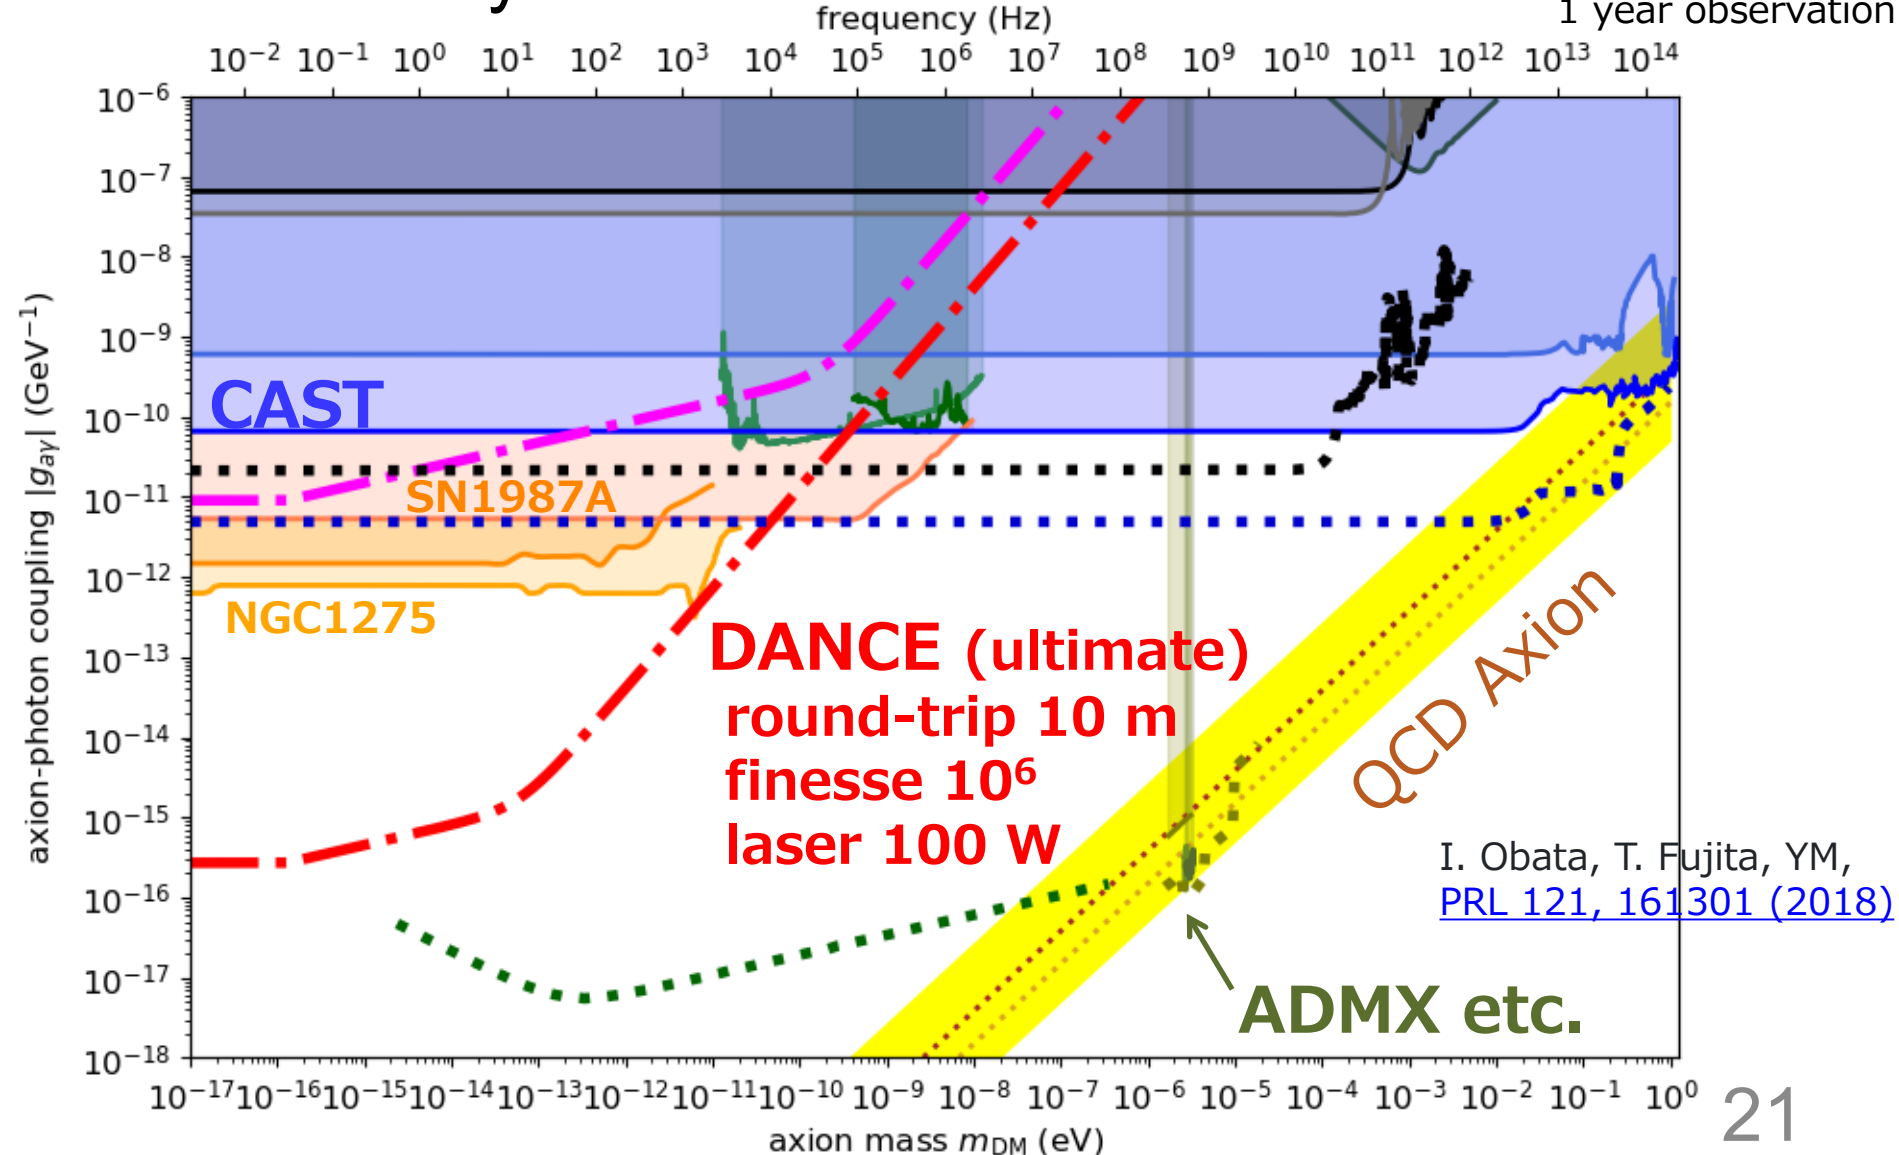 y
1 year observation
frequency (Hz)
10⁻² 10⁻¹ 10⁰ 10¹ 10² 10³ 10⁴ 10⁵ 10⁶ 10⁷ 10⁸ 10⁹ 10¹⁰ 10¹¹ 10¹² 10¹³ 10¹⁴
axion-photon coupling |gₐᵧ| (GeV⁻¹)
10⁻⁶
10⁻⁷
10⁻⁸
10⁻⁹
10⁻¹⁰
10⁻¹¹
10⁻¹²
10⁻¹³
10⁻¹⁴
10⁻¹⁵
10⁻¹⁶
10⁻¹⁷
10⁻¹⁸
CAST
SN1987A
NGC1275
DANCE (ultimate)
round-trip 10 m
finesse 10⁶
laser 100 W
QCD Axion
I. Obata, T. Fujita, YM,
PRL 121, 161301 (2018)
ADMX etc.
10⁻¹⁷ 10⁻¹⁶ 10⁻¹⁵ 10⁻¹⁴ 10⁻¹³ 10⁻¹² 10⁻¹¹ 10⁻¹⁰ 10⁻⁹ 10⁻⁸ 10⁻⁷ 10⁻⁶ 10⁻⁵ 10⁻⁴ 10⁻³ 10⁻² 10⁻¹ 10⁰
axion mass m_DM (eV)
21